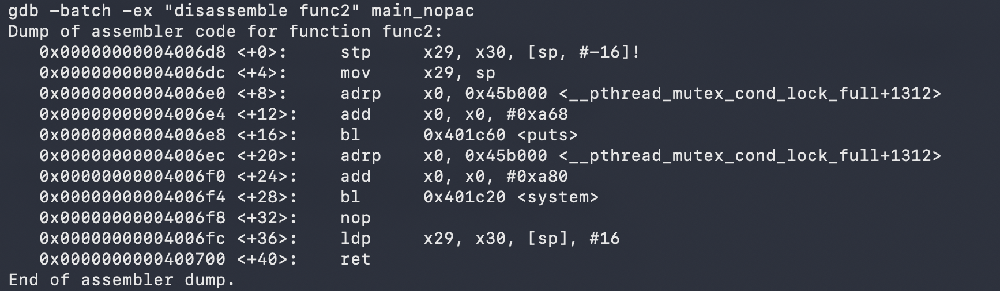 gdb -batch -ex "disassemble func2" main_nopac
Dump of assembler code for function func2:
   0x00000000004006d8 <+0>:     stp     x29, x30, [sp, #-16]!
   0x00000000004006dc <+4>:     mov     x29, sp
   0x00000000004006e0 <+8>:     adrp    x0, 0x45b000 <__pthread_mutex_cond_lock_full+1312>
   0x00000000004006e4 <+12>:    add     x0, x0, #0xa68
   0x00000000004006e8 <+16>:    bl      0x401c60 <puts>
   0x00000000004006ec <+20>:    adrp    x0, 0x45b000 <__pthread_mutex_cond_lock_full+1312>
   0x00000000004006f0 <+24>:    add     x0, x0, #0xa80
   0x00000000004006f4 <+28>:    bl      0x401c20 <system>
   0x00000000004006f8 <+32>:    nop
   0x00000000004006fc <+36>:    ldp     x29, x30, [sp], #16
   0x0000000000400700 <+40>:    ret
End of assembler dump.